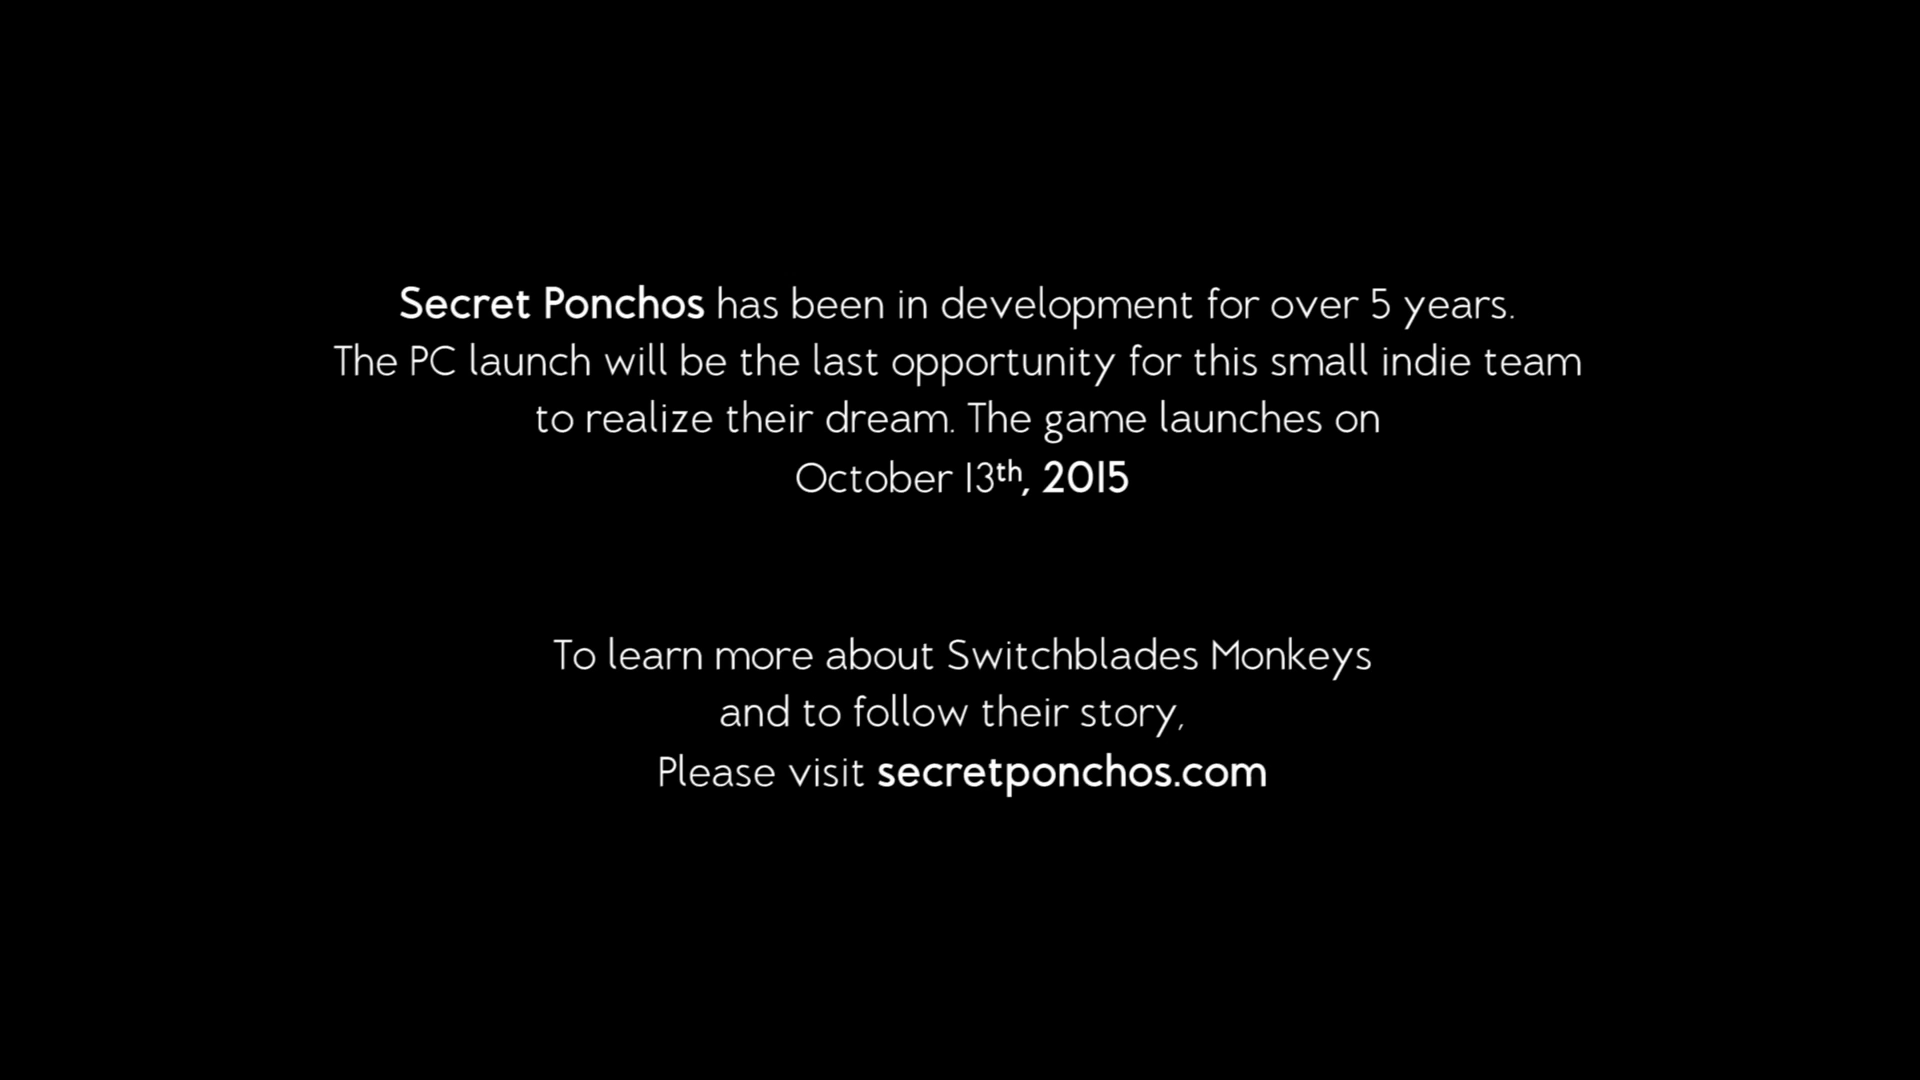 Secret Ponchos has been in development for over 5 years.
The PC launch will be the last opportunity for this small indie team
to realize their dream. The game launches on
October 13th, 2015
To learn more about Switchblades Monkeys
and to follow their story,
Please visit secretponchos.com